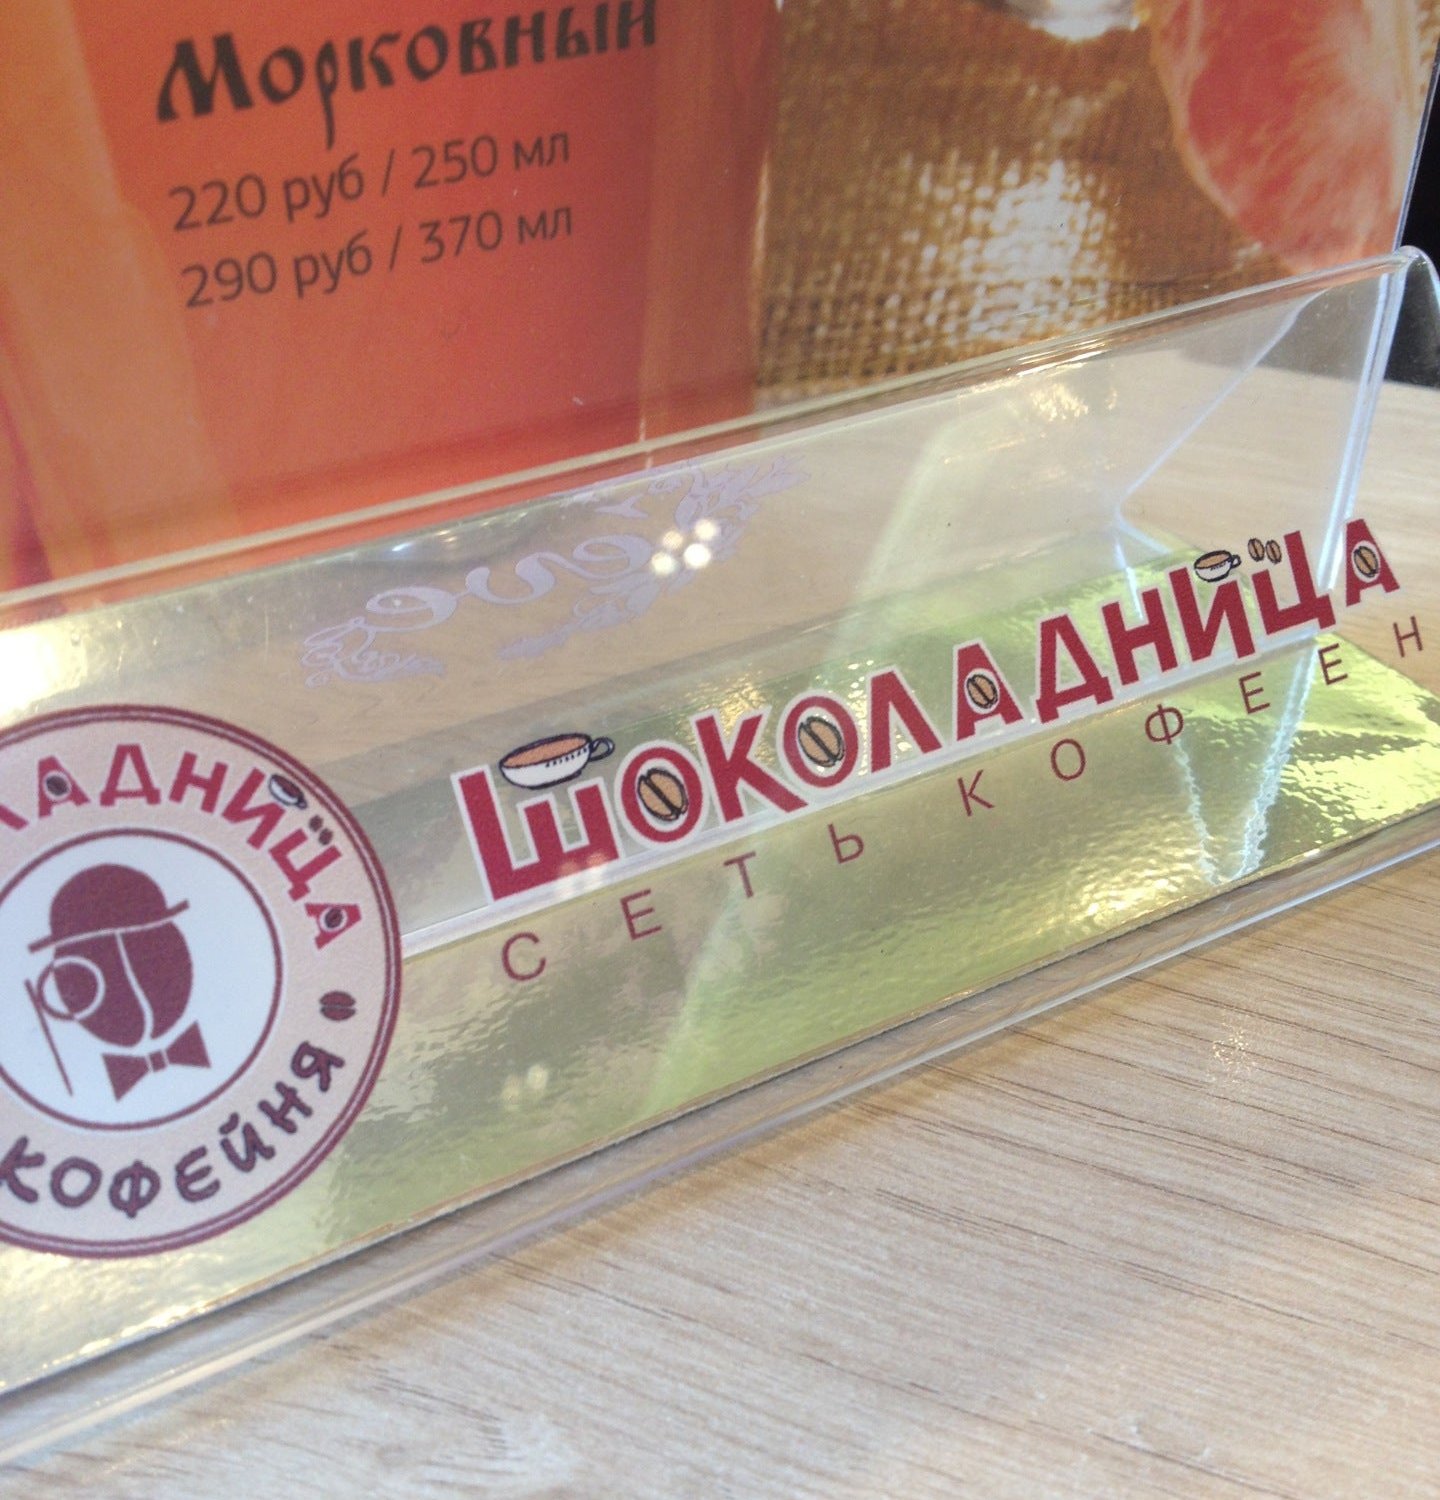 Морковный
220 руб / 250 мл
290 руб / 370 мл
ШОКОЛАДНИЦА
СЕТЬ КОФЕЕН
ЛАДНИЦА
КОФЕЙНЯ